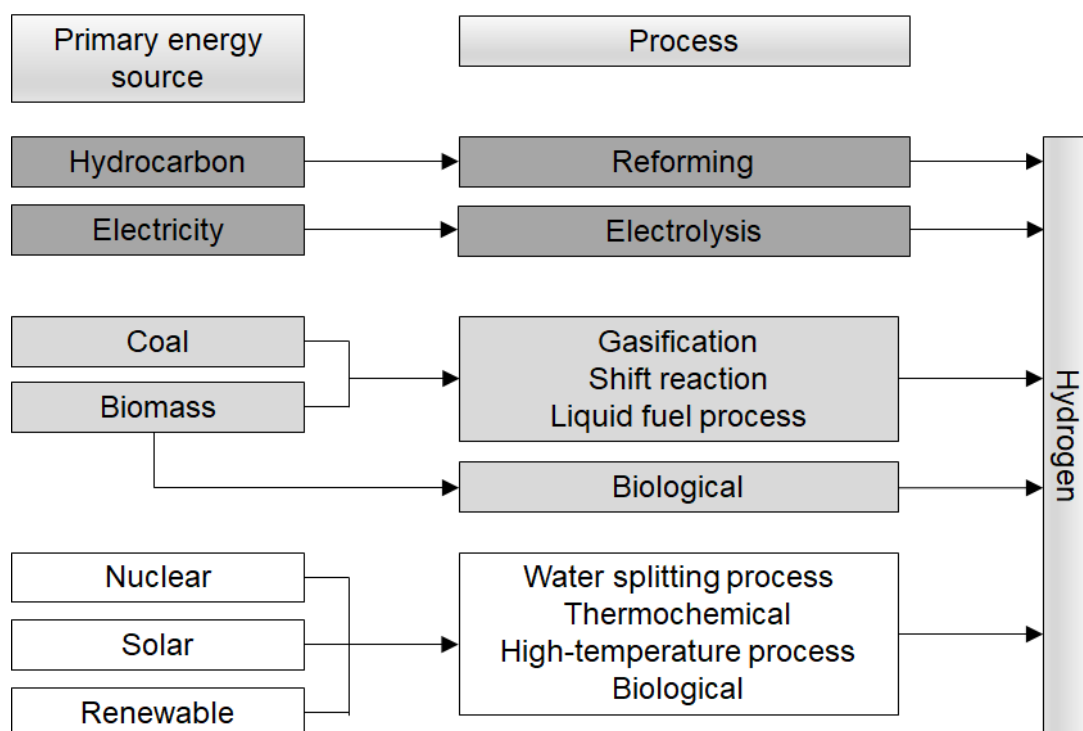 Primary energy
source
Process
Hydrocarbon
Reforming
Electricity
Electrolysis
Coal
Biomass
Gasification
Shift reaction
Liquid fuel process
Biological
Nuclear
Solar
Renewable
Water splitting process
Thermochemical
High-temperature process
Biological
Hydrogen